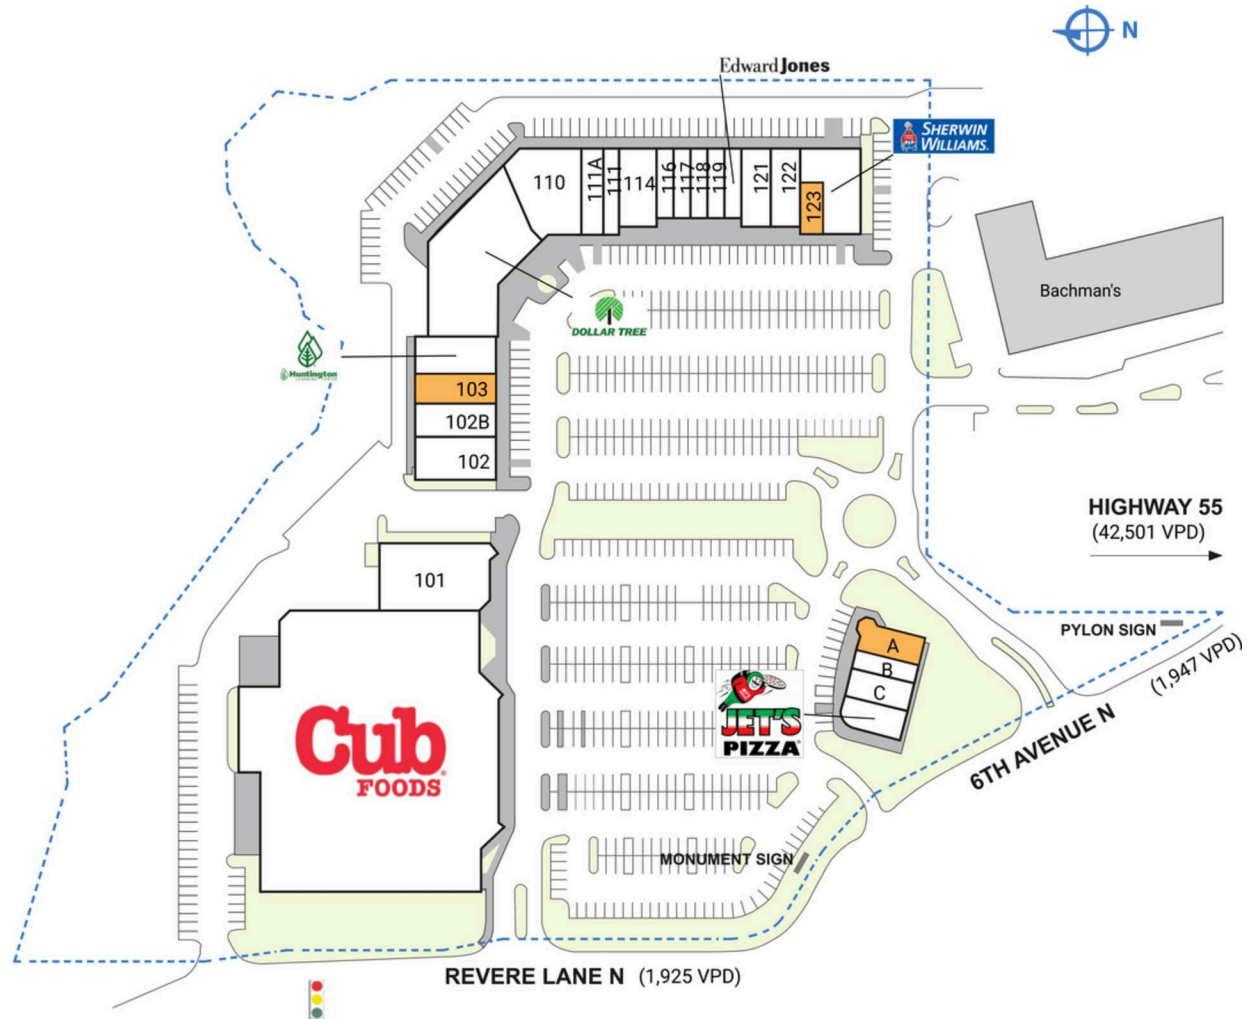 N
Edward Jones
SHERWIN
WILLIAMS.
110
111A
111
114
116
117
118
119
121
122
123
Bachman's
DOLLAR TREE
Huntington
LEARNING CENTER
103
102B
102
HIGHWAY 55
(42,501 VPD)
101
PYLON SIGN
(1,947 VPD)
A
B
C
JET'S
PIZZA
6TH AVENUE N
Cub
FOODS
MONUMENT SIGN
REVERE LANE N (1,925 VPD)